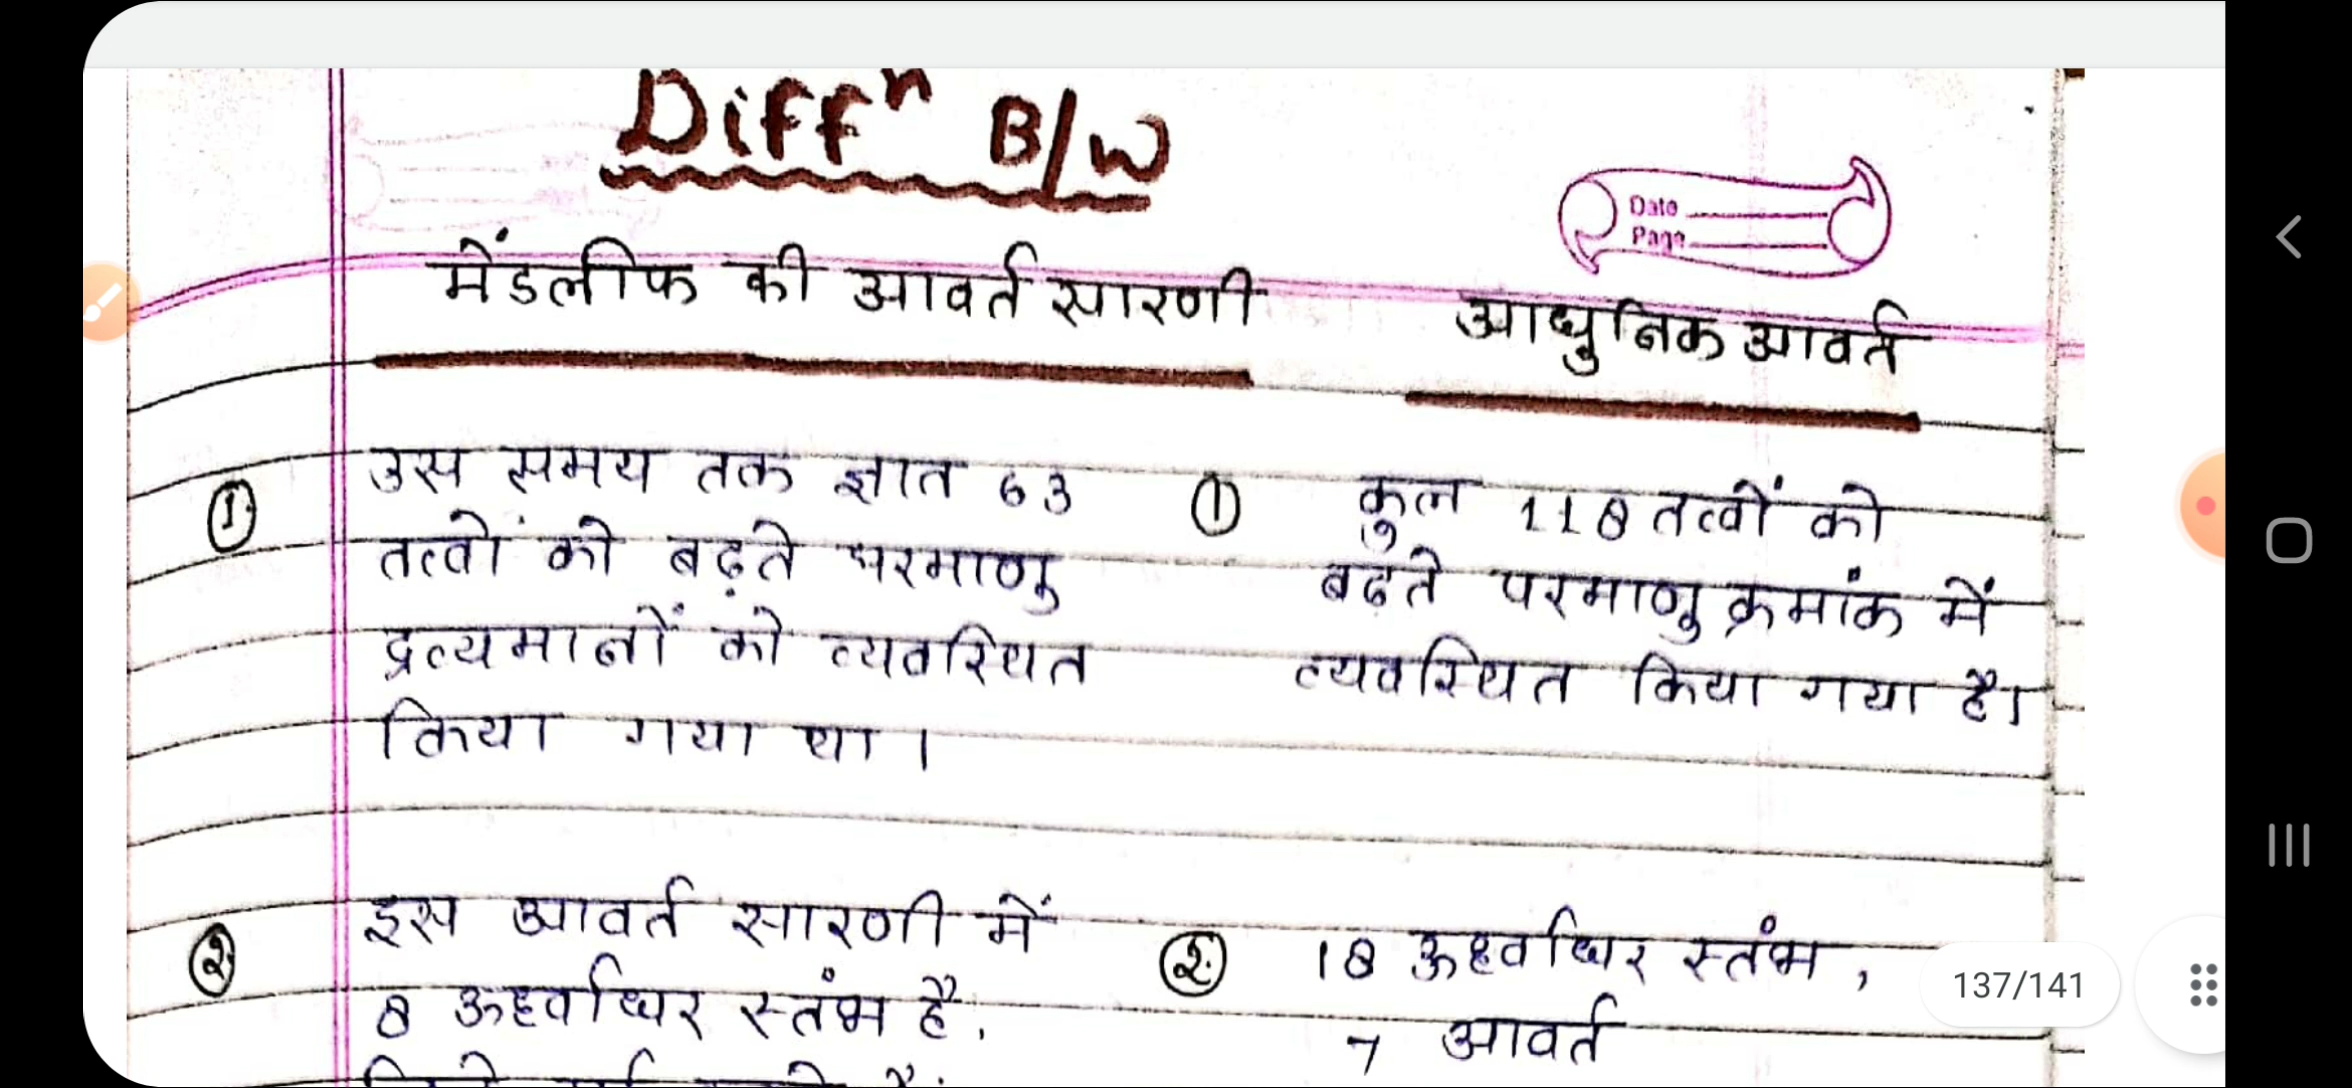 Diffⁿ B/W
Date
Page
मेंडलीफ की आवर्त सारणी
आधुनिक आवर्त
① उस समय तक ज्ञात 63
तत्वों को बढ़ते परमाणु
द्रव्यमानों को व्यवस्थित
किया गया था।
① कुल 118 तत्वों को
बढ़ते परमाणु क्रमांक में
व्यवस्थित किया गया है।
② इस आवर्त सारणी में
8 ऊर्ध्वाधर स्तंभ है.
② 18 ऊर्ध्वाधर स्तंभ,
7 आवर्त
137/141